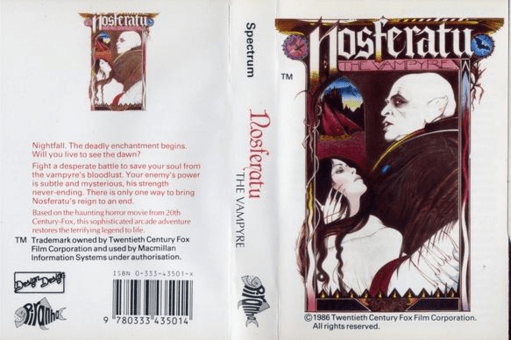 Nosferatu
THE VAMPYRE
Nightfall. The deadly enchantment begins.
Will you live to see the dawn?
Fight a desperate battle to save your soul from
the vampyre's bloodlust. Your enemy's power
is subtle and mysterious, his strength
never-ending. There is only one way to bring
Nosferatu's reign to an end.
Based on the haunting horror movie from 20th
Century-Fox, this sophisticated arcade adventure
restores the terrifying legend to life.
TM Trademark owned by Twentieth Century Fox
Film Corporation and used by Macmillan
Information Systems under authorisation.
Design Design
Piranha
ISBN 0-333-43501-x
9 780333 435014
Spectrum
Nosferatu
THE VAMPYRE
Piranha
Nosferatu
THE VAMPYRE
TM
©1986 Twentieth Century Fox Film Corporation.
All rights reserved.